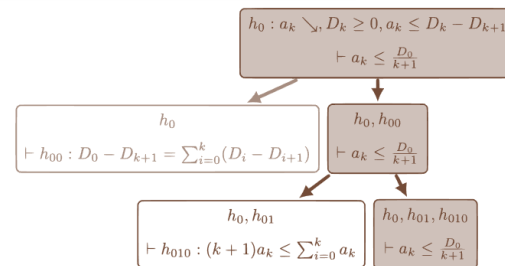 h₀ : aₖ ↘, Dₖ ≥ 0, aₖ ≤ Dₖ − Dₖ₊₁
⊢ aₖ ≤ D₀/(k+1)
h₀
⊢ h₀₀ : D₀ − Dₖ₊₁ = ∑ᵢ₌₀ᵏ (Dᵢ − Dᵢ₊₁)
h₀, h₀₀
⊢ aₖ ≤ D₀/(k+1)
h₀, h₀₁
⊢ h₀₁₀ : (k + 1)aₖ ≤ ∑ᵢ₌₀ᵏ aₖ
h₀, h₀₁, h₀₁₀
⊢ aₖ ≤ D₀/(k+1)